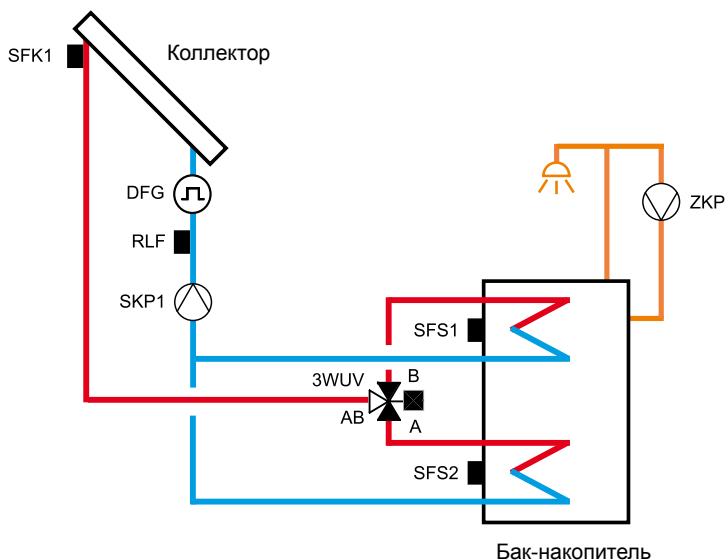 SFK1
Коллектор
DFG
ZKP
RLF
SKP1
SFS1
3WUV
B
AB
A
SFS2
Бак-накопитель